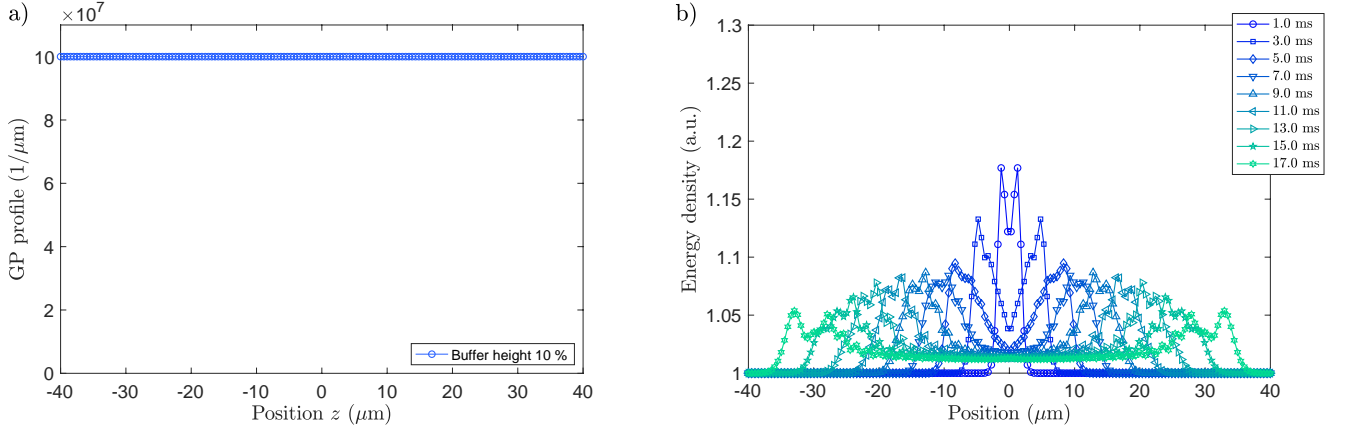 a)
×10⁷
10
8
6
4
2
0
GP profile (1/μm)
-40 -30 -20 -10 0 10 20 30 40
Position z (μm)
Buffer height 10 %
b)
1.3
1.25
1.2
1.15
1.1
1.05
1
Energy density (a.u.)
-40 -30 -20 -10 0 10 20 30 40
Position (μm)
1.0 ms
3.0 ms
5.0 ms
7.0 ms
9.0 ms
11.0 ms
13.0 ms
15.0 ms
17.0 ms